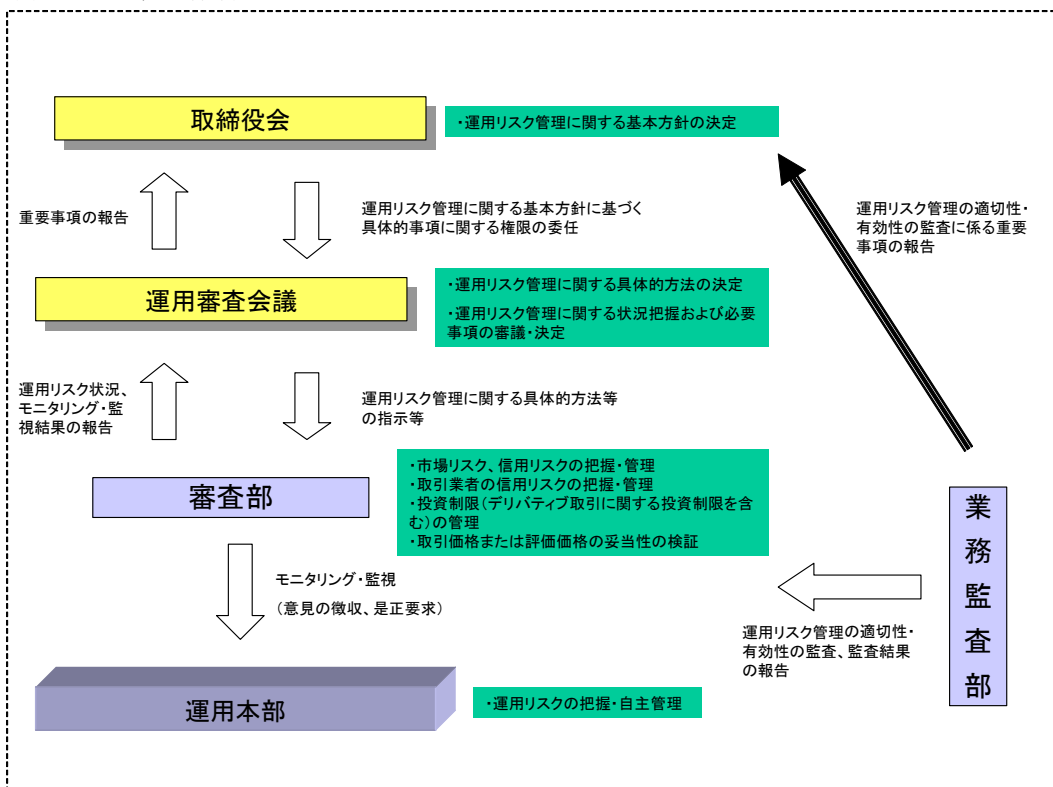 取締役会
・運用リスク管理に関する基本方針の決定
重要事項の報告
運用リスク管理に関する基本方針に基づく
具体的事項に関する権限の委任
運用リスク管理の適切性・
有効性の監査に係る重要
事項の報告
運用審査会議
・運用リスク管理に関する具体的方法の決定
・運用リスク管理に関する状況把握および必要
事項の審議・決定
運用リスク状況、
モニタリング・監
視結果の報告
運用リスク管理に関する具体的方法等
の指示等
審査部
・市場リスク、信用リスクの把握・管理
・取引業者の信用リスクの把握・管理
・投資制限(デリバティブ取引に関する投資制限を含
む)の管理
・取引価格または評価価格の妥当性の検証
業務監査部
モニタリング・監視
(意見の徴収、是正要求)
運用リスク管理の適切性・
有効性の監査、監査結果
の報告
運用本部
・運用リスクの把握・自主管理